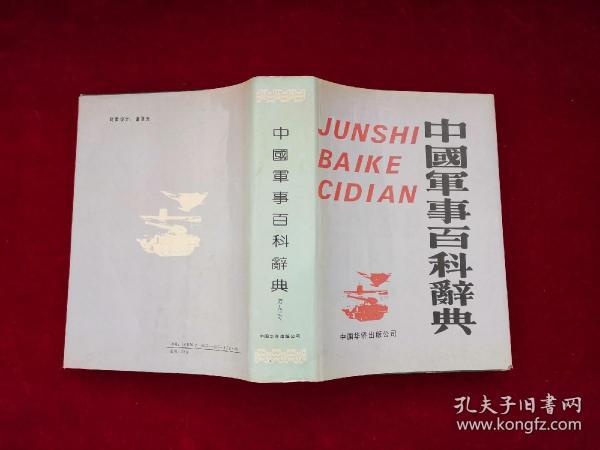 中國軍事百科辭典
JUNSHI
BAIKE
CIDIAN
中国华侨出版公司
中國軍事百科辭典
中国华侨出版公司
孔夫子旧书网
www.kongfz.com